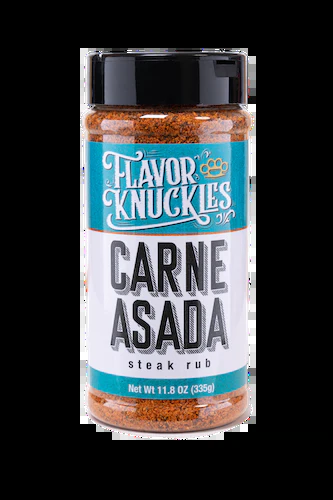 FLAVOR
KNUCKLES
CARNE
ASADA
steak rub
Net Wt 11.8 OZ (335g)